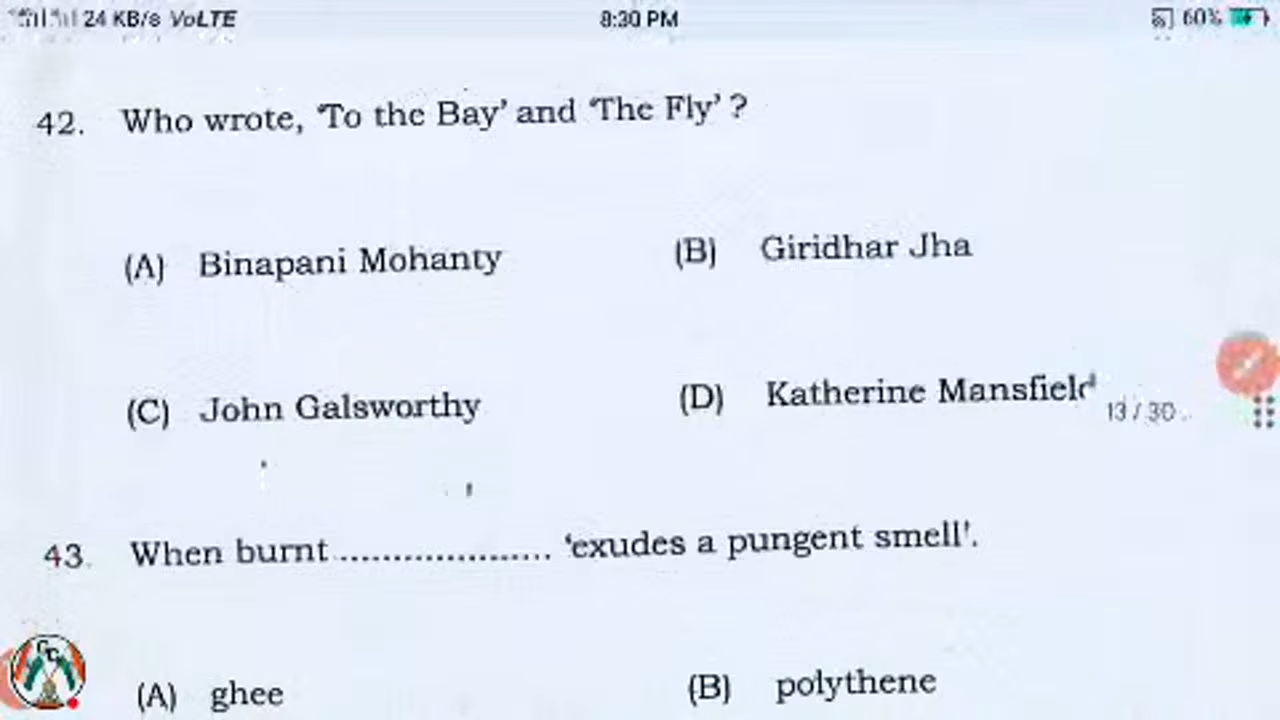 24 KB/s VoLTE 8:30 PM 60%
42. Who wrote, 'To the Bay' and 'The Fly' ?
(A) Binapani Mohanty (B) Giridhar Jha
(C) John Galsworthy (D) Katherine Mansfield
13 / 30
43. When burnt .................... 'exudes a pungent smell'.
(A) ghee (B) polythene